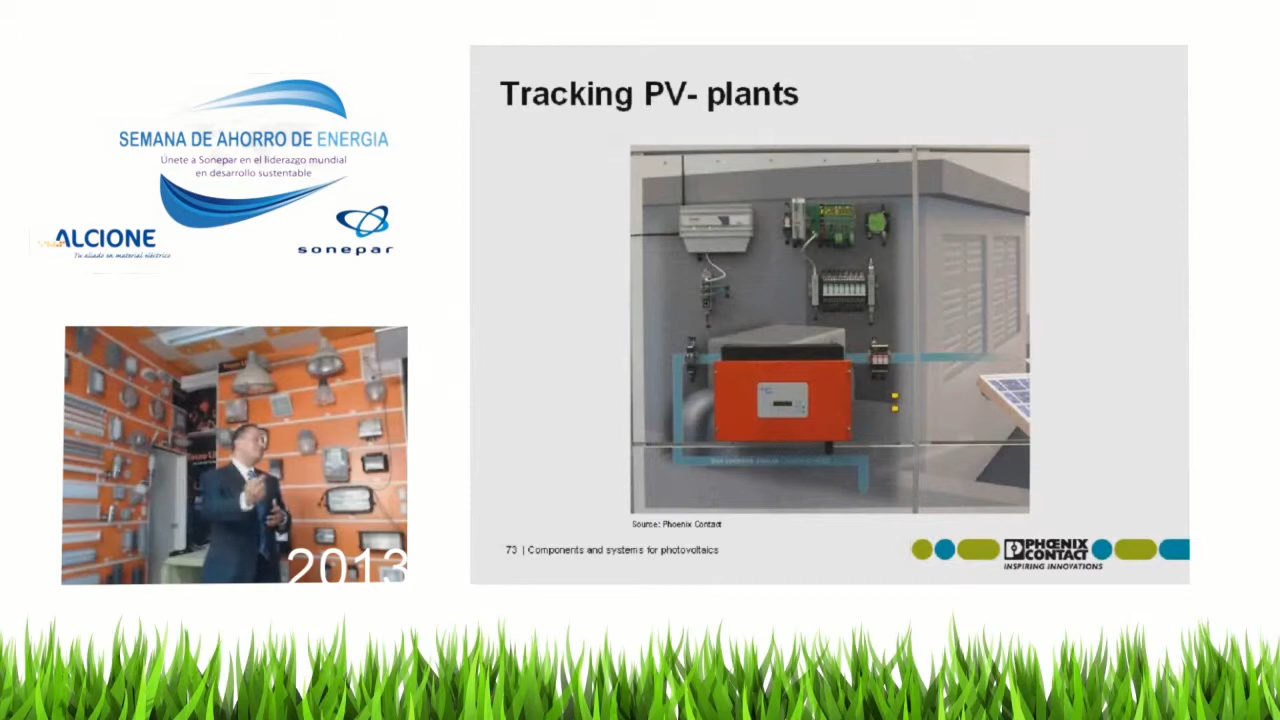 SEMANA DE AHORRO DE ENERGIA
Únete a Sonepar en el liderazgo mundial
en desarrollo sustentable
ALCIONE
Tu aliado en material eléctrico
sonepar
2013
Tracking PV- plants
Source: Phoenix Contact
73 | Components and systems for photovoltaics
PHŒNIX
CONTACT
INSPIRING INNOVATIONS